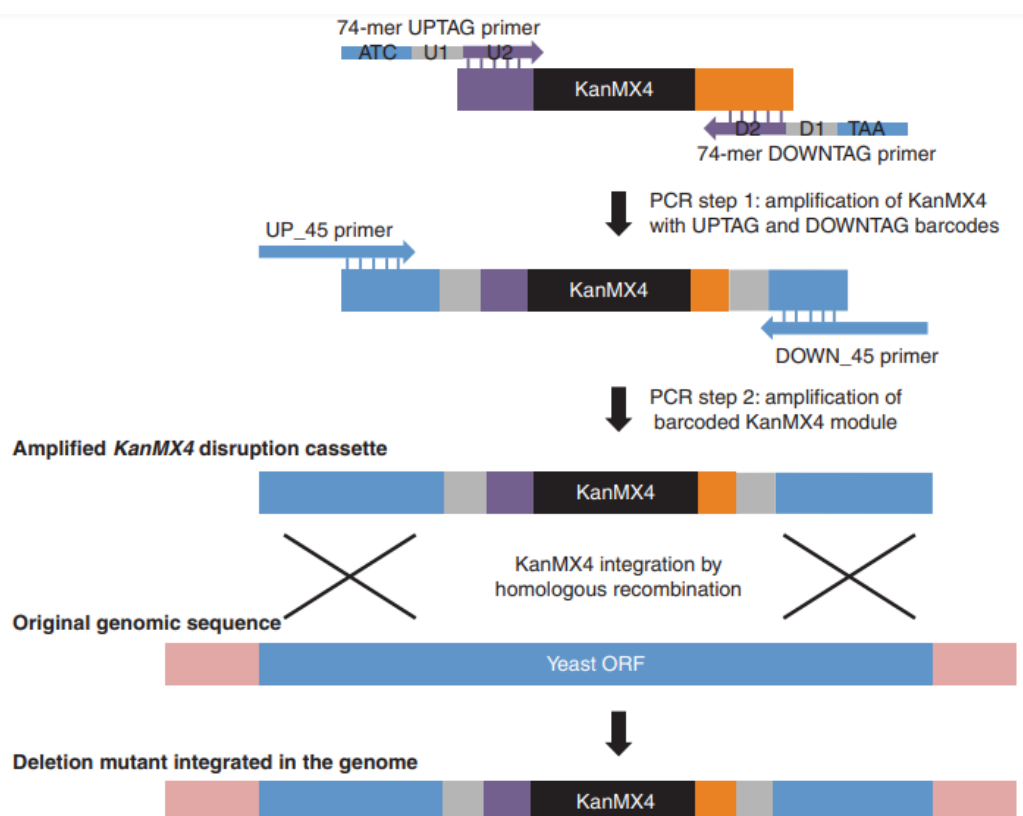 74-mer UPTAG primer
ATC U1 U2
KanMX4
D2 D1 TAA
74-mer DOWNTAG primer
PCR step 1: amplification of KanMX4
with UPTAG and DOWNTAG barcodes
UP_45 primer
KanMX4
DOWN_45 primer
PCR step 2: amplification of
barcoded KanMX4 module
Amplified KanMX4 disruption cassette
KanMX4
KanMX4 integration by
homologous recombination
Original genomic sequence
Yeast ORF
Deletion mutant integrated in the genome
KanMX4